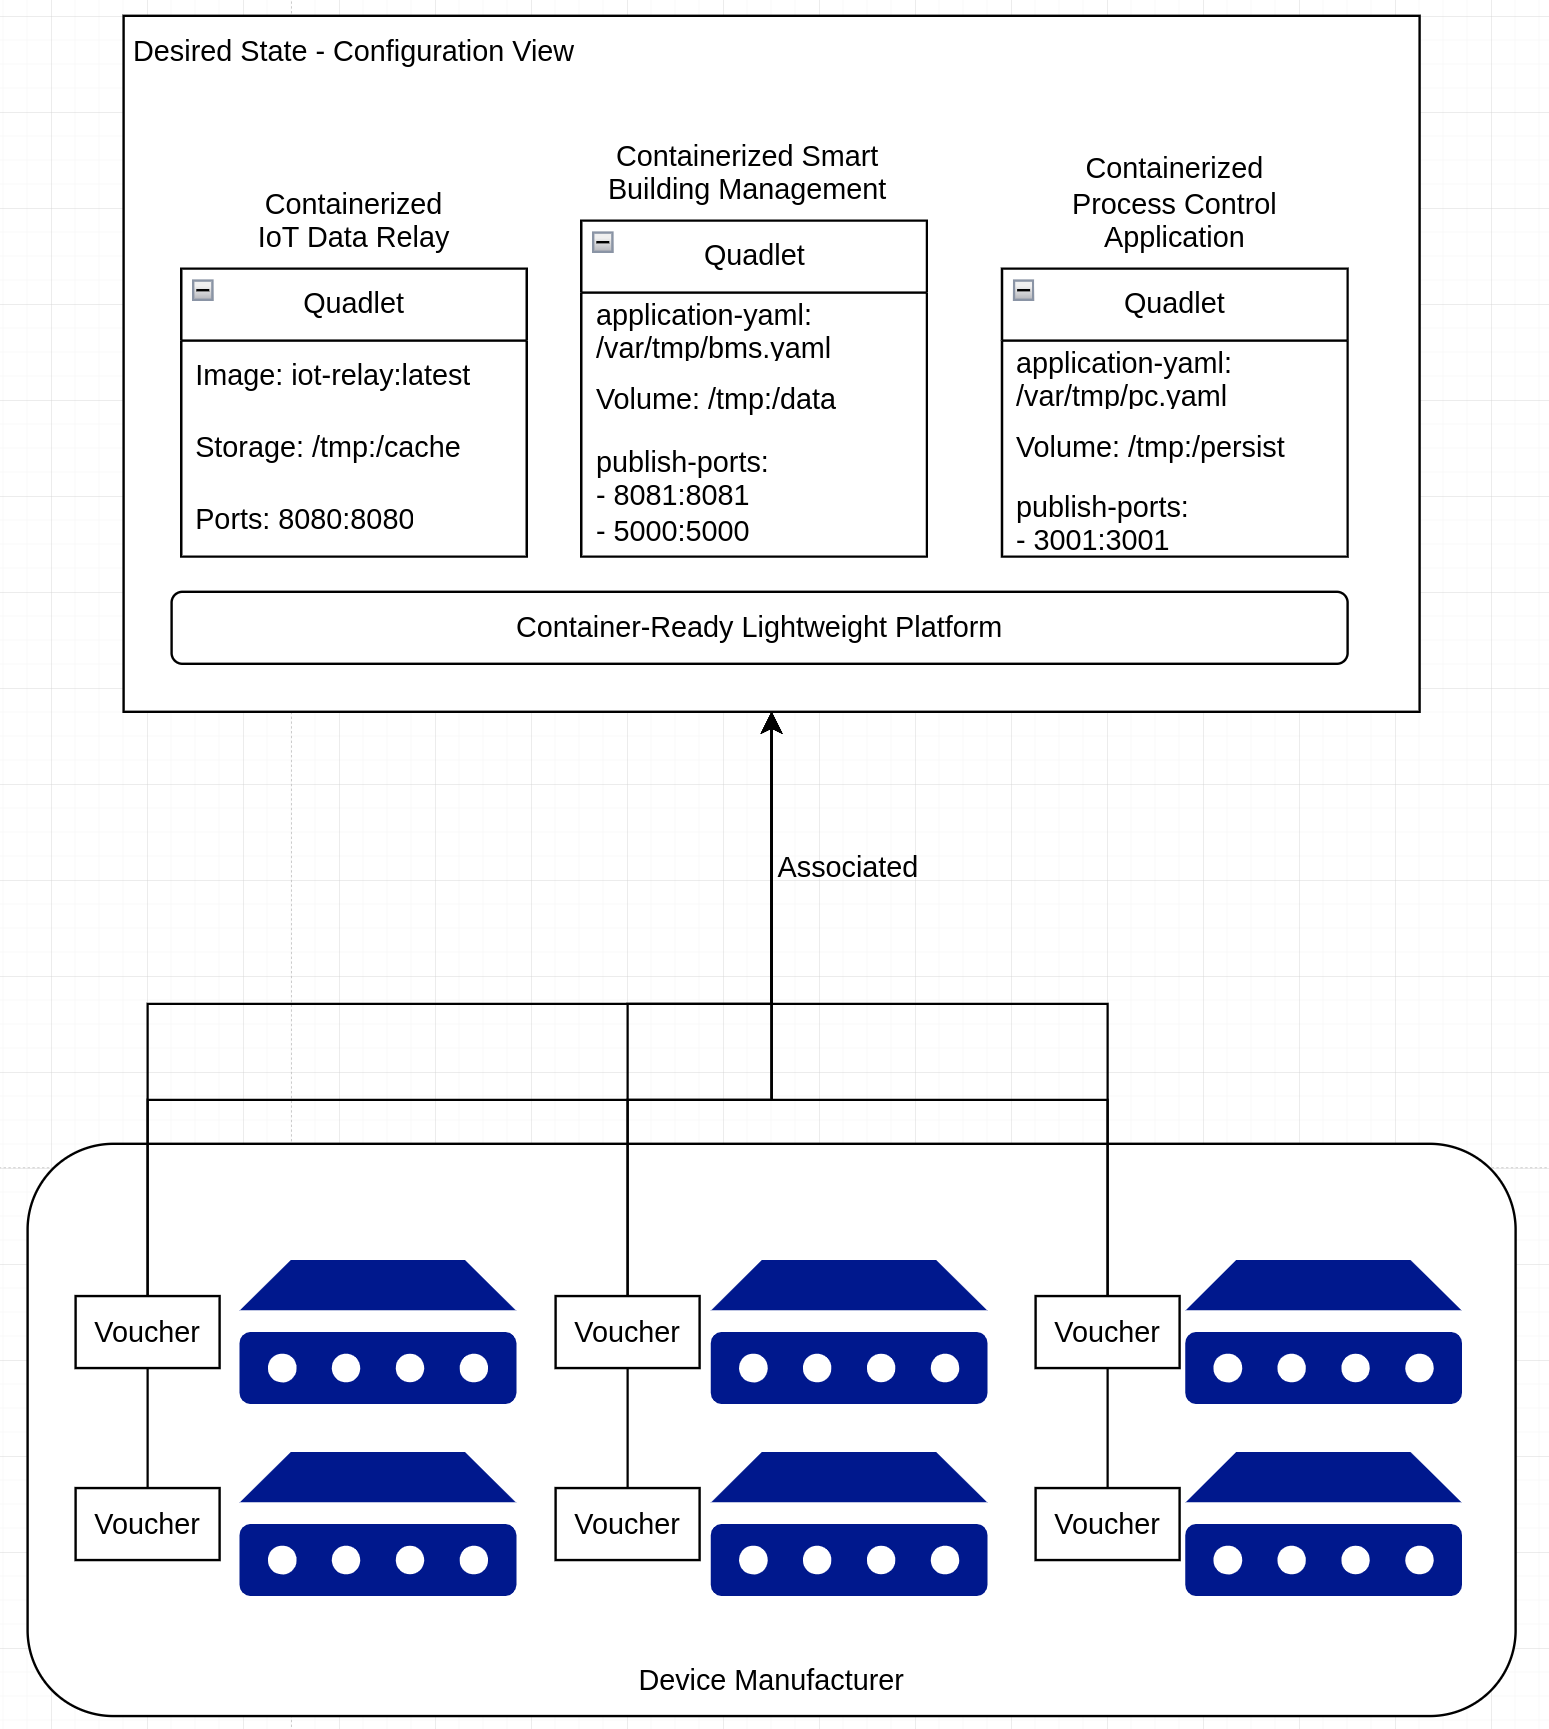 Desired State - Configuration View
Containerized
IoT Data Relay
Quadlet
Image: iot-relay:latest
Storage: /tmp:/cache
Ports: 8080:8080
Containerized Smart
Building Management
Quadlet
application-yaml:
/var/tmp/bms.yaml
Volume: /tmp:/data
publish-ports:
- 8081:8081
- 5000:5000
Containerized
Process Control
Application
Quadlet
application-yaml:
/var/tmp/pc.yaml
Volume: /tmp:/persist
publish-ports:
- 3001:3001
Container-Ready Lightweight Platform
Associated
Voucher
Voucher
Voucher
Voucher
Voucher
Voucher
Device Manufacturer